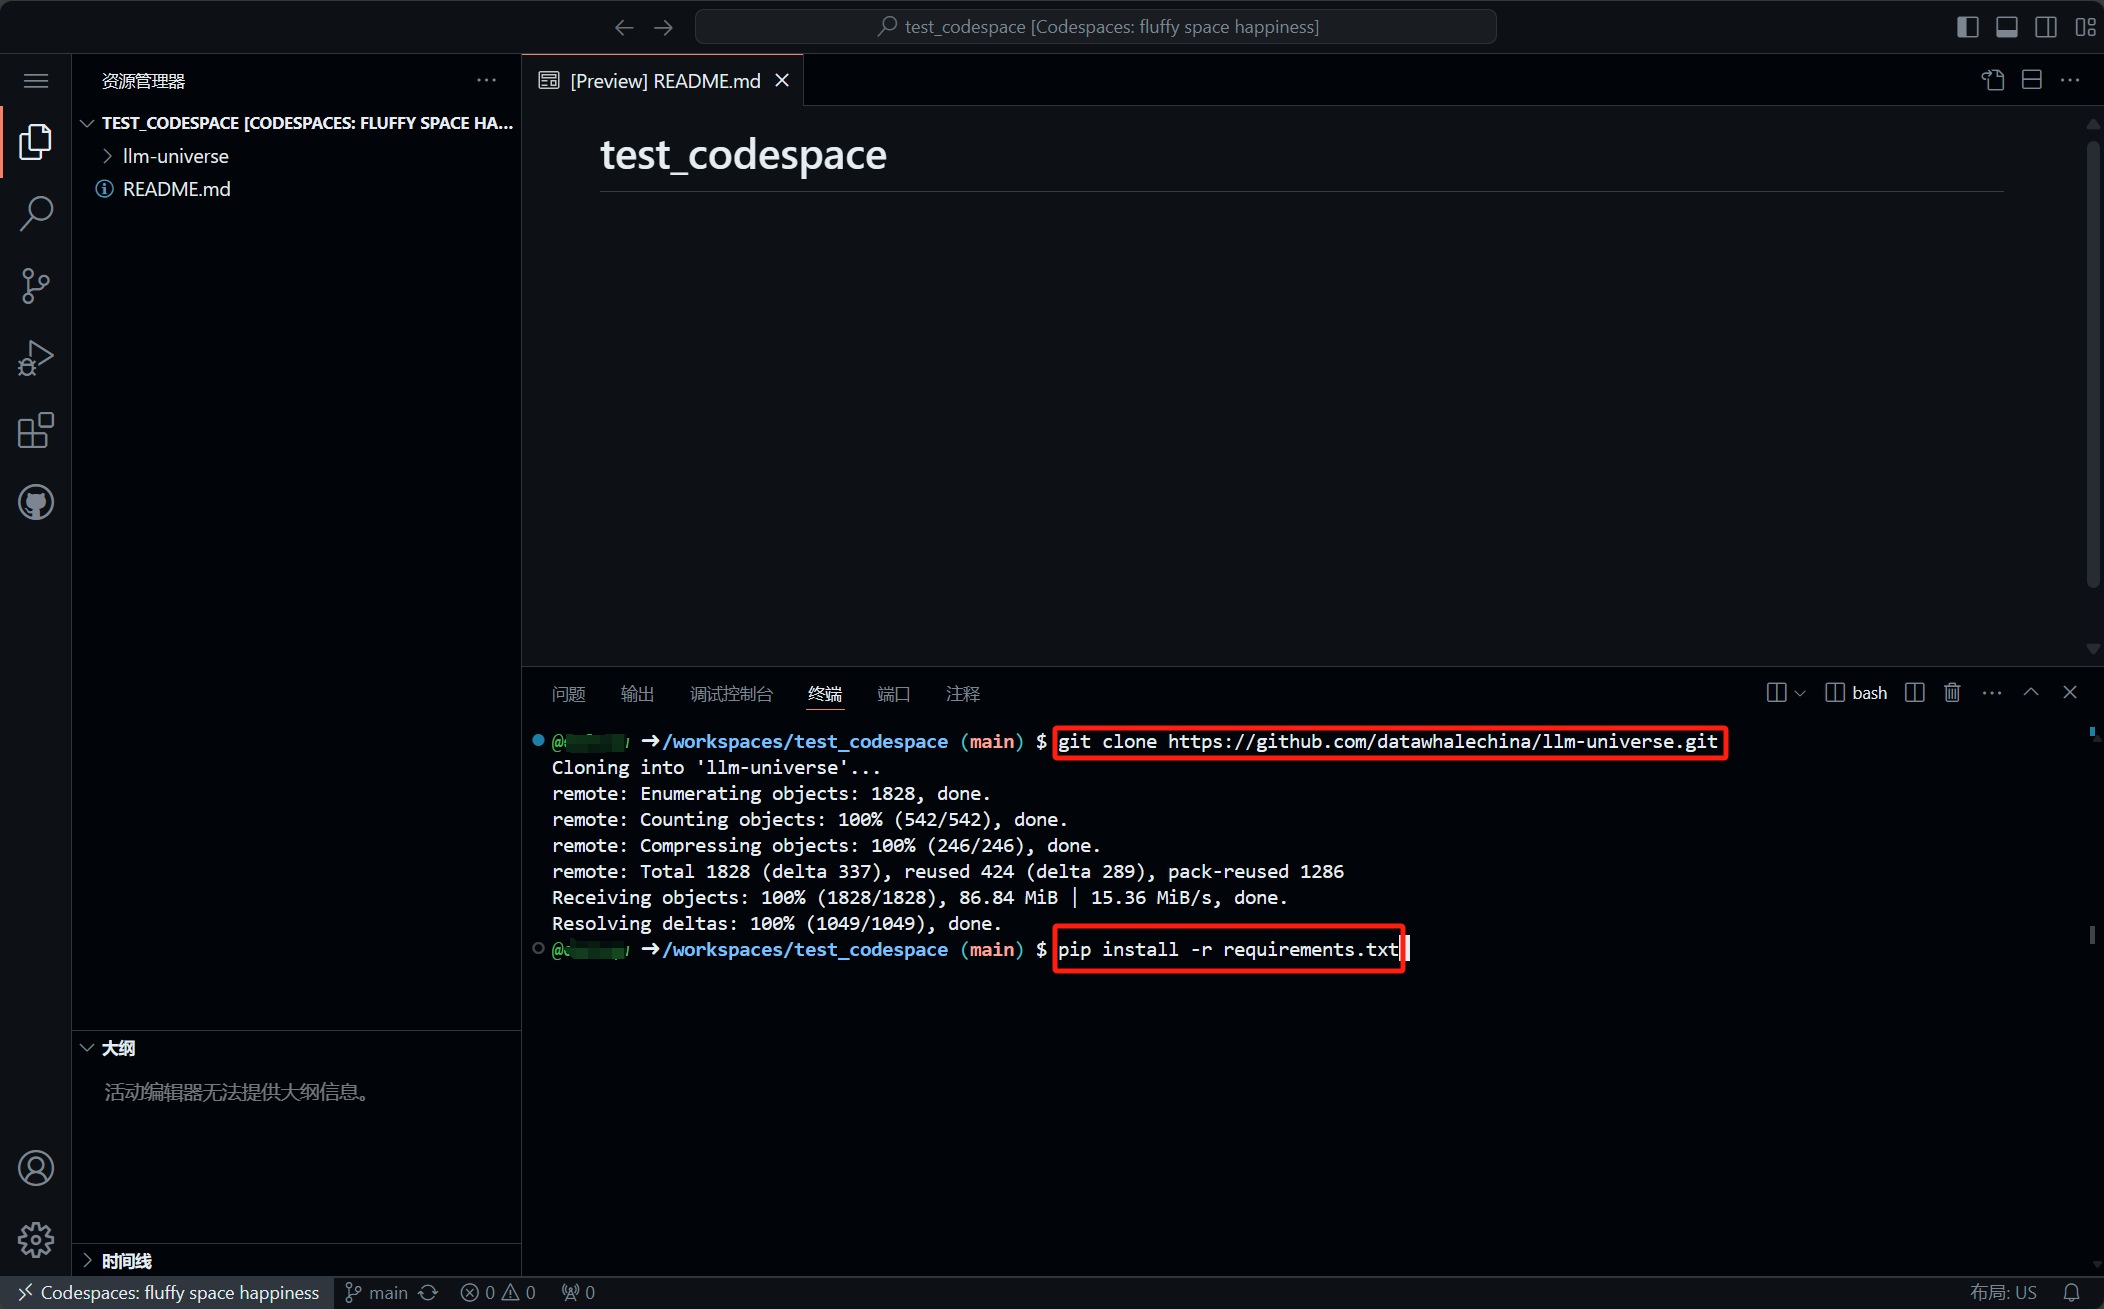 test_codespace [Codespaces: fluffy space happiness]
资源管理器
[Preview] README.md
TEST_CODESPACE [CODESPACES: FLUFFY SPACE HA...
llm-universe
README.md
test_codespace
问题 输出 调试控制台 终端 端口 注释
bash
/workspaces/test_codespace (main) $ git clone https://github.com/datawhalechina/llm-universe.git
Cloning into 'llm-universe'...
remote: Enumerating objects: 1828, done.
remote: Counting objects: 100% (542/542), done.
remote: Compressing objects: 100% (246/246), done.
remote: Total 1828 (delta 337), reused 424 (delta 289), pack-reused 1286
Receiving objects: 100% (1828/1828), 86.84 MiB | 15.36 MiB/s, done.
Resolving deltas: 100% (1049/1049), done.
/workspaces/test_codespace (main) $ pip install -r requirements.txt
大纲
活动编辑器无法提供大纲信息。
时间线
Codespaces: fluffy space happiness main 0 0 0 布局: US